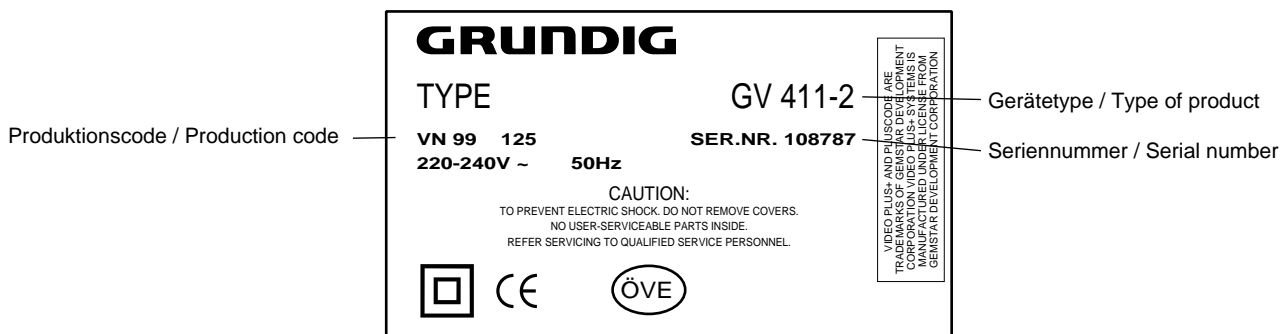 GRUNDIG
TYPE GV 411-2
Gerätetype / Type of product
Produktionscode / Production code
VN 99 125 SER.NR. 108787
Seriennummer / Serial number
220-240V ~ 50Hz
CAUTION:
TO PREVENT ELECTRIC SHOCK. DO NOT REMOVE COVERS.
NO USER-SERVICEABLE PARTS INSIDE.
REFER SERVICING TO QUALIFIED SERVICE PERSONNEL.
CE
ÖVE
VIDEO PLUS+ AND PLUSCODE ARE
TRADEMARKS OF GEMSTAR DEVELOPMENT
CORPORATION VIDEO PLUS+ SYSTEMS IS
MANUFACTURED UNDER LICENSE FROM
GEMSTAR DEVELOPMENT CORPORATION